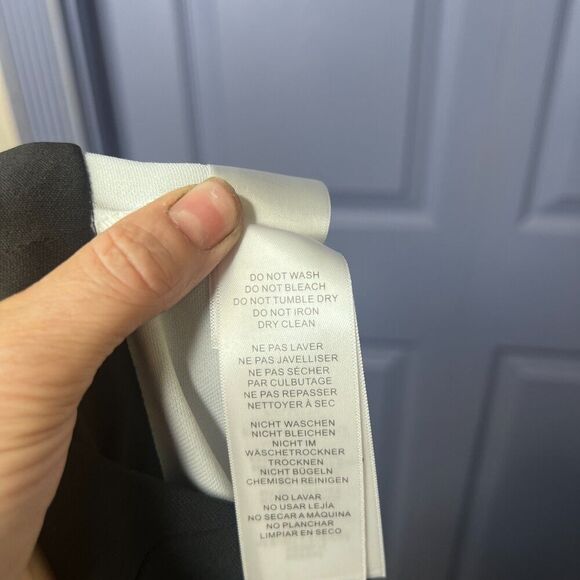 DO NOT WASH
DO NOT BLEACH
DO NOT TUMBLE DRY
DO NOT IRON
DRY CLEAN
NE PAS LAVER
NE PAS JAVELLISER
NE PAS SÉCHER
PAR CULBUTAGE
NE PAS REPASSER
NETTOYER À SEC
NICHT WASCHEN
NICHT BLEICHEN
NICHT IM
WÄSCHETROCKNER
TROCKNEN
NICHT BÜGELN
CHEMISCH REINIGEN
NO LAVAR
NO USAR LEJÍA
NO SECAR A MÁQUINA
NO PLANCHAR
LIMPIAR EN SECO